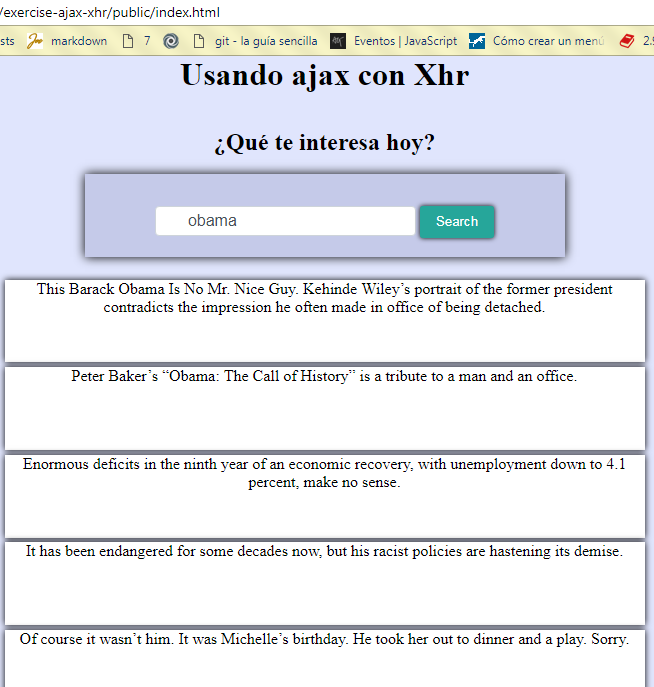 /exercise-ajax-xhr/public/index.html
sts markdown 7 git - la guía sencilla Eventos | JavaScript Cómo crear un menú 2.9
Usando ajax con Xhr
¿Qué te interesa hoy?
obama Search
This Barack Obama Is No Mr. Nice Guy. Kehinde Wiley’s portrait of the former president
contradicts the impression he often made in office of being detached.
Peter Baker’s “Obama: The Call of History” is a tribute to a man and an office.
Enormous deficits in the ninth year of an economic recovery, with unemployment down to 4.1
percent, make no sense.
It has been endangered for some decades now, but his racist policies are hastening its demise.
Of course it wasn’t him. It was Michelle’s birthday. He took her out to dinner and a play. Sorry.